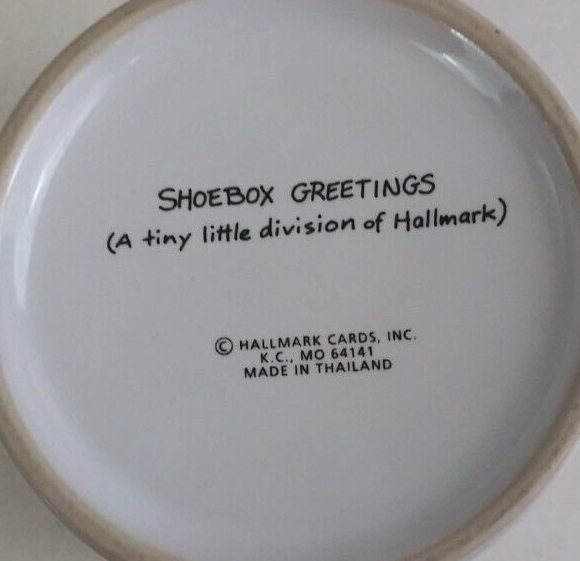 SHOEBOX GREETINGS
(A tiny little division of Hallmark)
© HALLMARK CARDS, INC.
K.C., MO 64141
MADE IN THAILAND